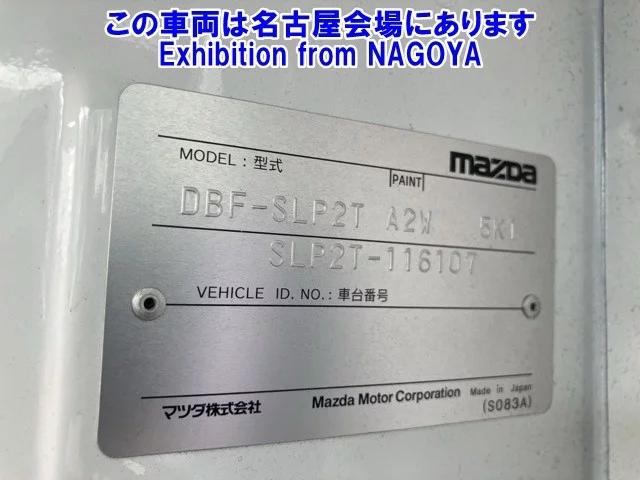 この車両は名古屋会場にあります
Exhibition from NAGOYA
MODEL : 型式
mazda
PAINT
DBF-SLP2T A2W 5K1
SLP2T-116107
VEHICLE ID. NO. : 車台番号
マツダ株式会社
Mazda Motor Corporation Made in Japan
(S083A)